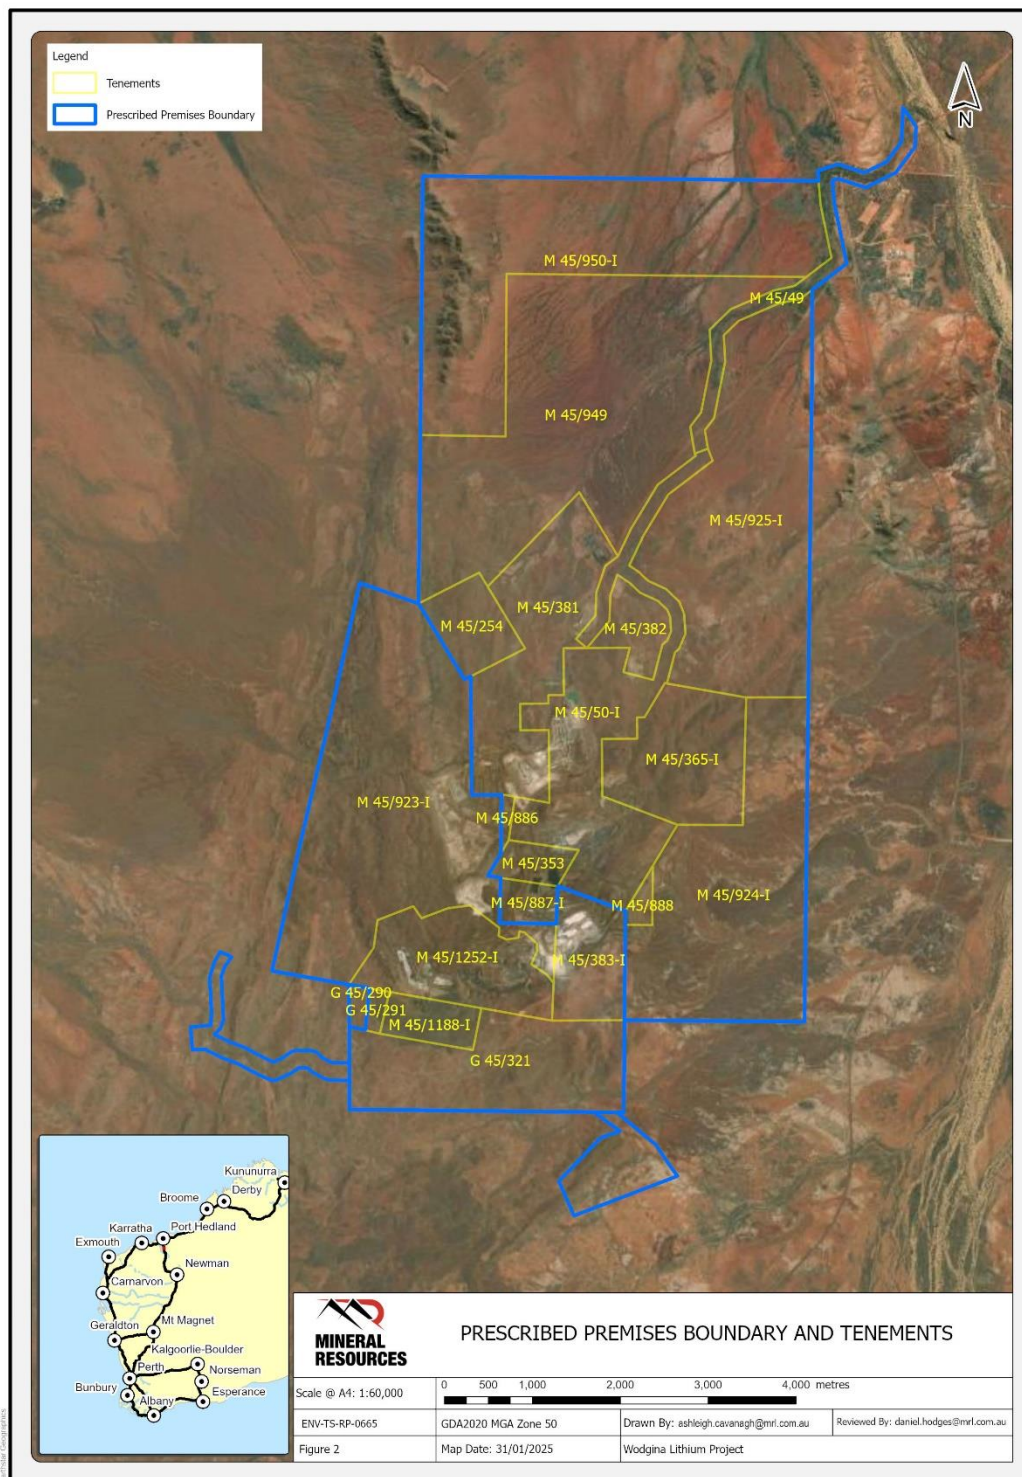 Legend
Tenements
Prescribed Premises Boundary
N
M 45/950-I
M 45/49
M 45/949
M 45/925-I
M 45/381
M 45/254
M 45/382
M 45/50-I
M 45/365-I
M 45/923-I
M 45/886
M 45/353
M 45/924-I
M 45/887-I
M 45/888
M 45/1252-I
M 45/383-I
G 45/290
G 45/291
M 45/1188-I
G 45/321
Kununurra
Derby
Broome
Port Hedland
Karratha
Exmouth
Newman
Carnarvon
Mt Magnet
Geraldton
Kalgoorlie-Boulder
Perth
Norseman
Bunbury
Esperance
Albany
MINERAL
RESOURCES
PRESCRIBED PREMISES BOUNDARY AND TENEMENTS
Scale @ A4: 1:60,000
0 500 1,000 2,000 3,000 4,000 metres
ENV-TS-RP-0665
GDA2020 MGA Zone 50
Drawn By: ashleigh.cavanagh@mrl.com.au
Reviewed By: daniel.hodges@mrl.com.au
Figure 2
Map Date: 31/01/2025
Wodgina Lithium Project